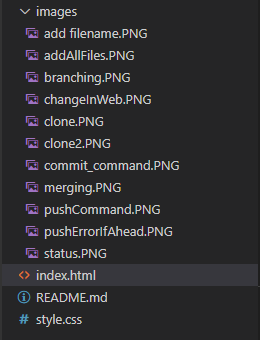 images
add filename.PNG
addAllFiles.PNG
branching.PNG
changeInWeb.PNG
clone.PNG
clone2.PNG
commit_command.PNG
merging.PNG
pushCommand.PNG
pushErrorIfAhead.PNG
status.PNG
<> index.html
README.md
# style.css